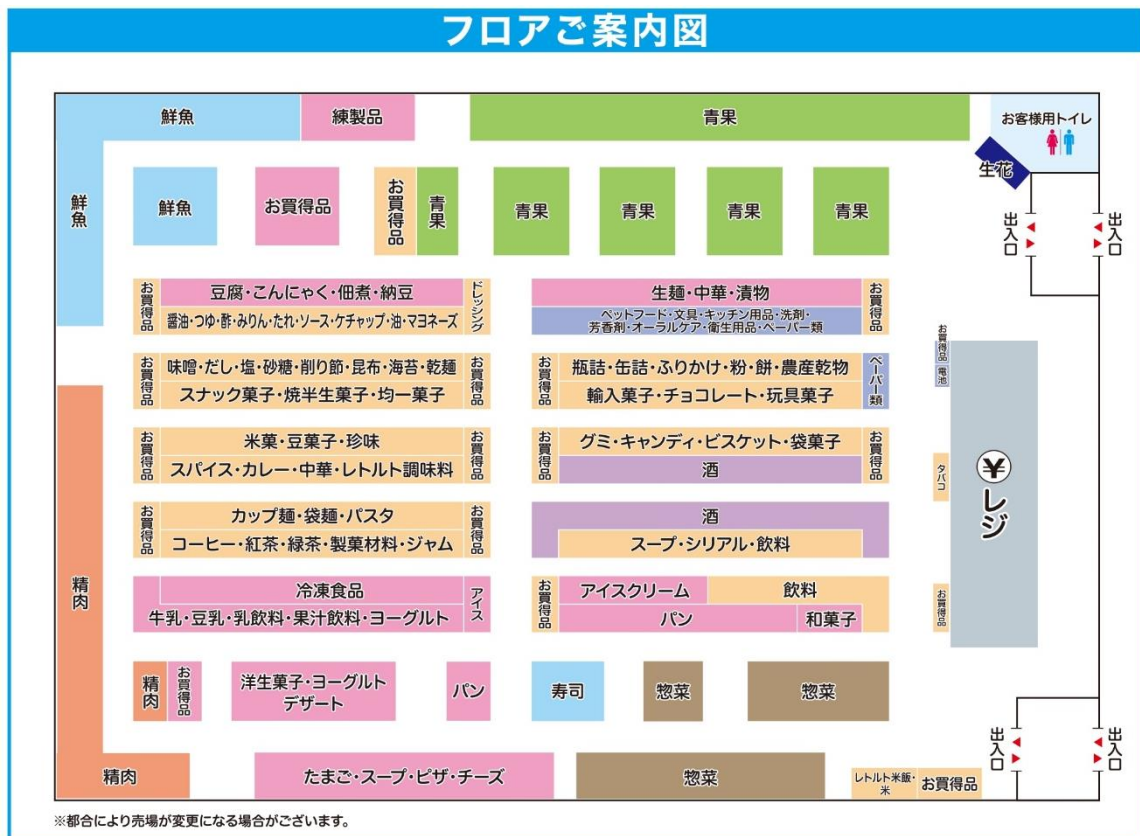 フロアご案内図
鮮魚
練製品
青果
お客様用トイレ
生花
鮮魚
鮮魚
お買得品
お買得品
青果
青果
青果
青果
青果
出入口
出入口
お買得品
豆腐・こんにゃく・佃煮・納豆
醤油・つゆ・酢・みりん・たれ・ソース・ケチャップ・油・マヨネーズ
ドレッシング
生麺・中華・漬物
ペットフード・文具・キッチン用品・洗剤・
芳香剤・オーラルケア・衛生用品・ペーパー類
お買得品
お買得品
味噌・だし・塩・砂糖・削り節・昆布・海苔・乾麺
スナック菓子・焼半生菓子・均一菓子
お買得品
お買得品
瓶詰・缶詰・ふりかけ・粉・餅・農産乾物
輸入菓子・チョコレート・玩具菓子
ペーパー類
お買得品
電池
お買得品
米菓・豆菓子・珍味
スパイス・カレー・中華・レトルト調味料
お買得品
お買得品
グミ・キャンディ・ビスケット・袋菓子
酒
お買得品
タバコ
¥
レジ
お買得品
カップ麺・袋麺・パスタ
コーヒー・紅茶・緑茶・製菓材料・ジャム
お買得品
酒
スープ・シリアル・飲料
精肉
冷凍食品
牛乳・豆乳・乳飲料・果汁飲料・ヨーグルト
アイス
お買得品
アイスクリーム
飲料
パン
和菓子
お買得品
精肉
お買得品
洋生菓子・ヨーグルト
デザート
パン
寿司
惣菜
惣菜
出入口
出入口
精肉
たまご・スープ・ピザ・チーズ
惣菜
レトルト米飯・
米
お買得品
※都合により売場が変更になる場合がございます。